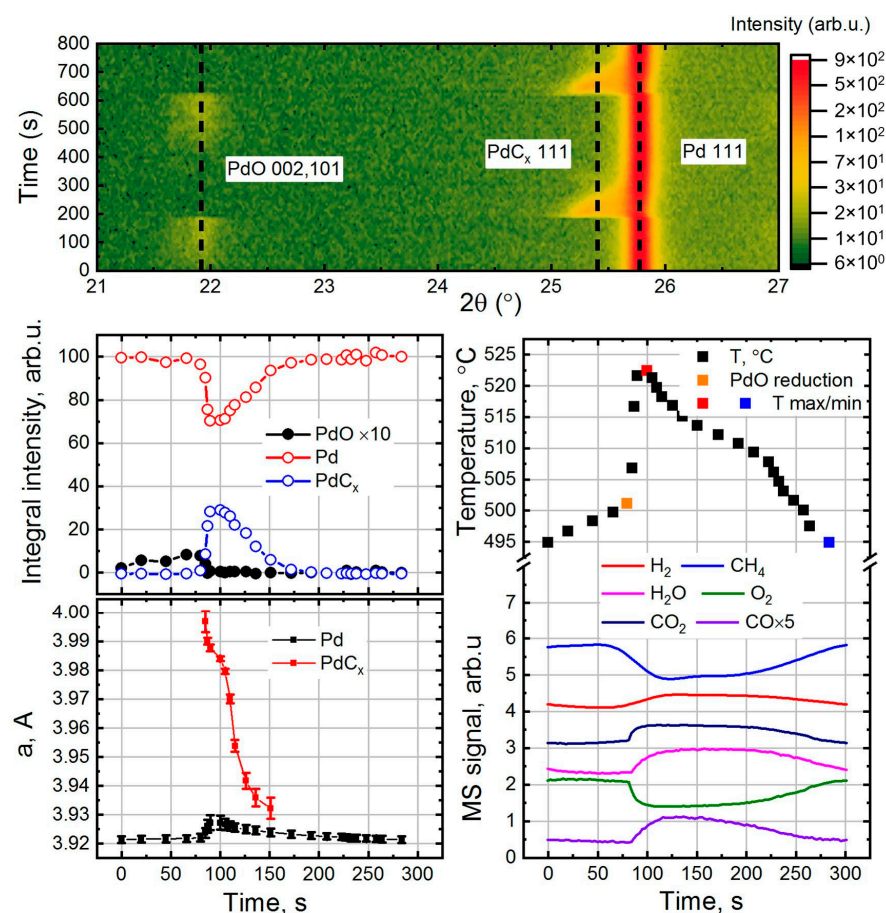 Intensity (arb.u.)
Time (s)
800
700
600
500
400
300
200
100
0
PdO 002,101
PdCₓ 111
Pd 111
9×10²
5×10²
2×10²
1×10²
7×10¹
3×10¹
2×10¹
1×10¹
6×10⁰
21 22 23 24 25 26 27
2θ (°)
Integral intensity, arb.u.
100
80
60
40
20
0
PdO ×10
Pd
PdCₓ
a, A
4.00
3.99
3.98
3.97
3.96
3.95
3.94
3.93
3.92
Pd
PdCₓ
0 50 100 150 200 250 300
Time, s
Temperature, °C
525
520
515
510
505
500
495
T, °C
PdO reduction
T max/min
MS signal, arb.u
7
6
5
4
3
2
1
0
H₂ CH₄
H₂O O₂
CO₂ CO×5
0 50 100 150 200 250 300
Time, s